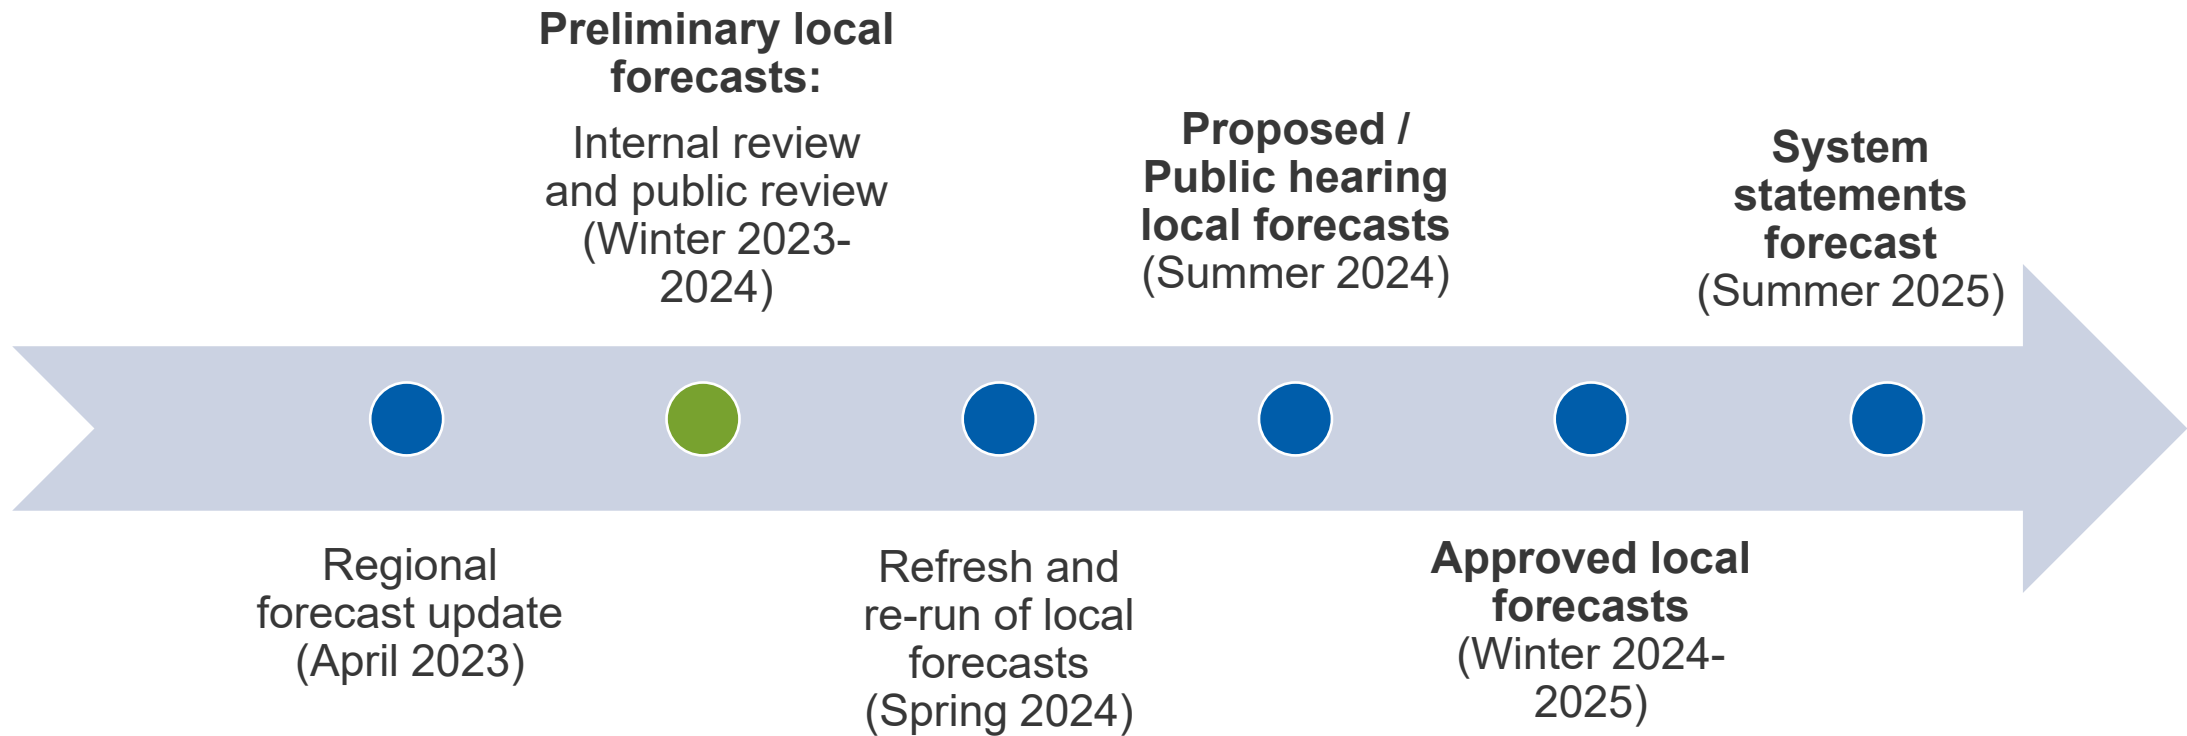 Preliminary local
forecasts:
Internal review
and public review
(Winter 2023-
2024)
Proposed /
Public hearing
local forecasts
(Summer 2024)
System
statements
forecast
(Summer 2025)
Regional
forecast update
(April 2023)
Refresh and
re-run of local
forecasts
(Spring 2024)
Approved local
forecasts
(Winter 2024-
2025)